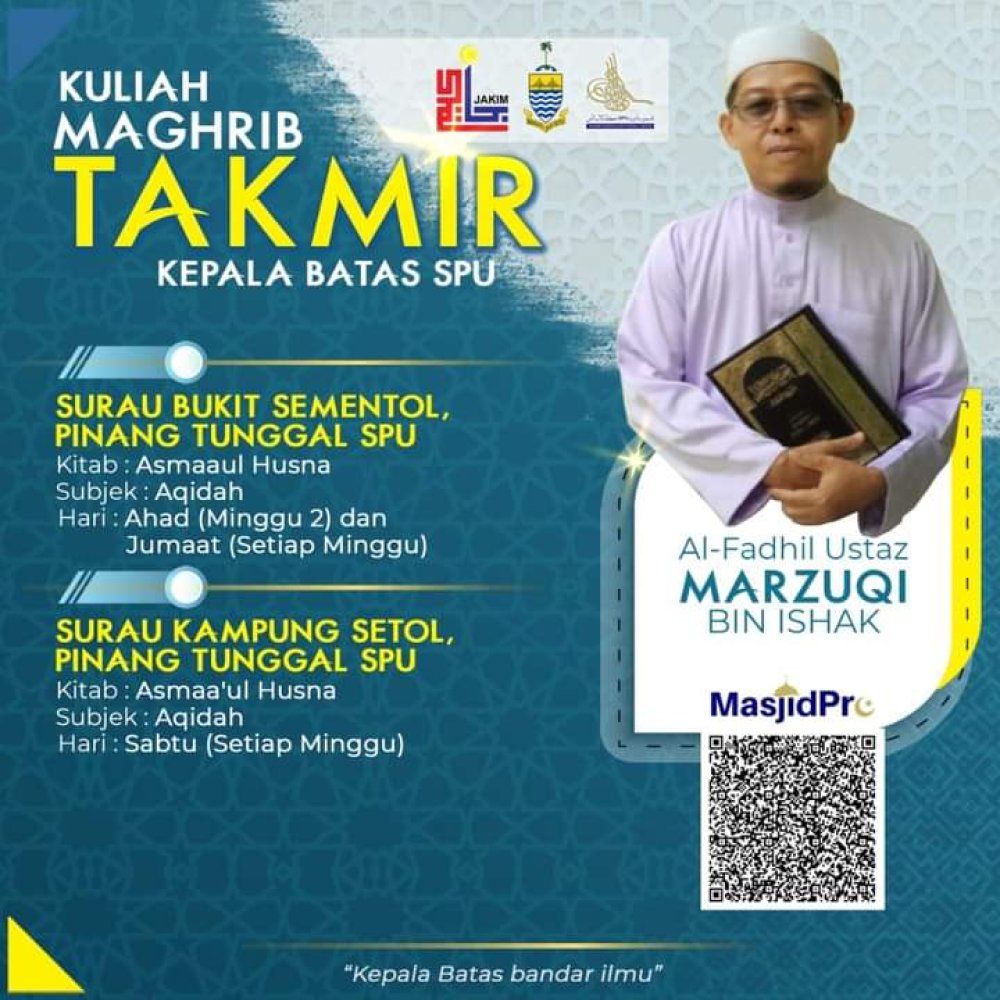 KULIAH
MAGHRIB
TAKMIR
KEPALA BATAS SPU
JAKIM
SURAU BUKIT SEMENTOL,
PINANG TUNGGAL SPU
Kitab : Asmaaul Husna
Subjek : Aqidah
Hari : Ahad (Minggu 2) dan
Jumaat (Setiap Minggu)
SURAU KAMPUNG SETOL,
PINANG TUNGGAL SPU
Kitab : Asmaa'ul Husna
Subjek : Aqidah
Hari : Sabtu (Setiap Minggu)
Al-Fadhil Ustaz
MARZUQI
BIN ISHAK
MasjidPro
"Kepala Batas bandar ilmu"